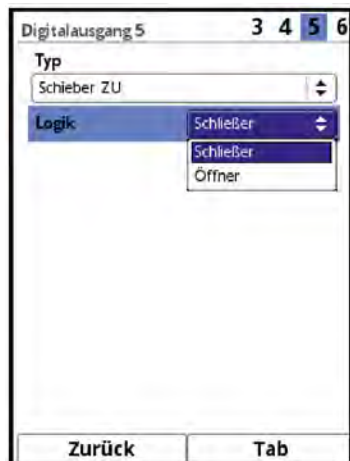 Digitalausgang 5 3 4 5 6
Typ
Schieber ZU
Logik Schließer
Schließer
Öffner
Zurück Tab